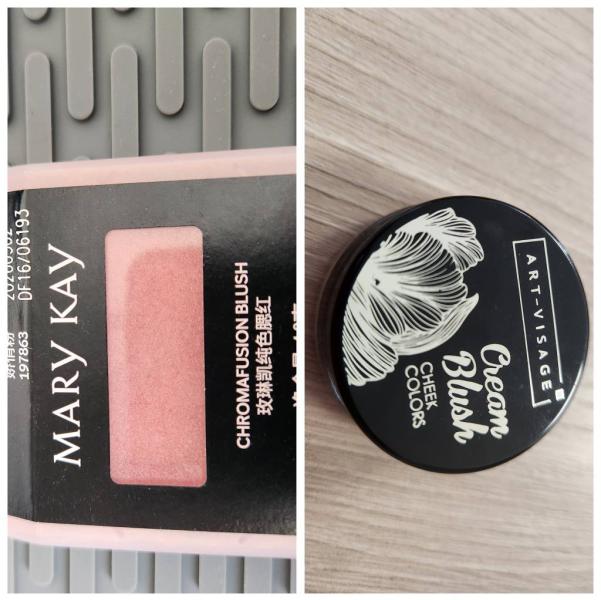 DF16/06193
197863
MARY KAY
CHROMAFUSION BLUSH
玫琳凯纯色腮红
ART-VISAGE
Cream
Blush
CHEEK
COLORS